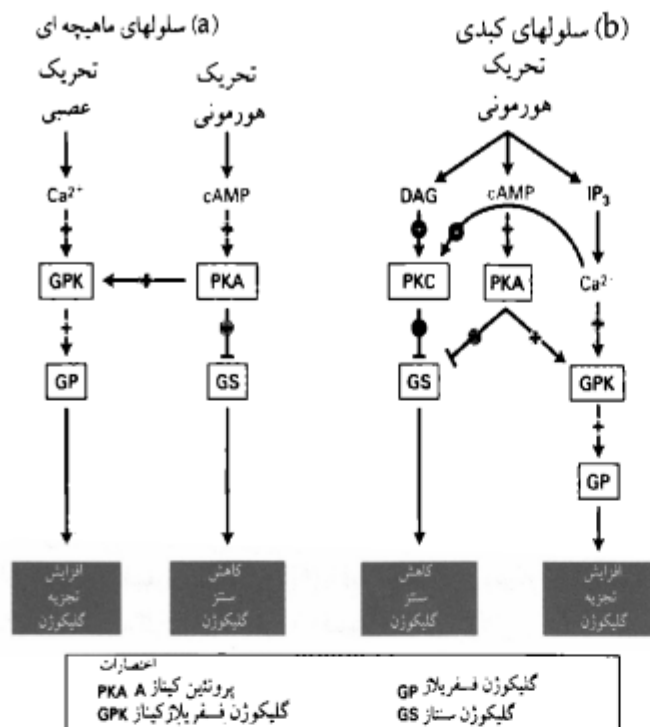 (a) سلولهای ماهیچه ای
تحریک
عصبی
تحریک
هورمونی
Ca²⁺
cAMP
+
+
GPK
+
PKA
+
GP
GS
افزایش
تجزیه
گلیکوژن
کاهش
سنتز
گلیکوژن
(b) سلولهای کبدی
تحریک
هورمونی
DAG
cAMP
IP₃
+
PKC
PKA
Ca²⁻
+
+
GS
GPK
+
GP
کاهش
سنتز
گلیکوژن
افزایش
تجزیه
گلیکوژن
اختصارات
PKA پروتئین کیناز A
GP گلیکوژن فسفریلاز
GPK گلیکوژن فسفریلاز کیناز
GS گلیکوژن سنتاز